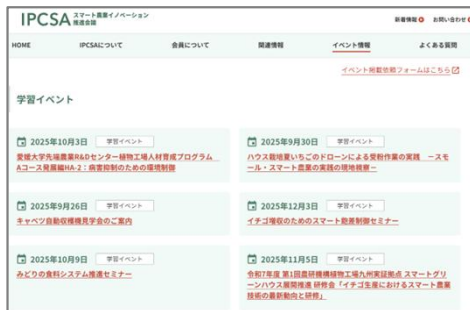 IPCSA スマート農業イノベーション
推進会議
新着情報 お問い合わせ
HOME IPCSAについて 会員について 関連情報 イベント情報 よくある質問
イベント掲載依頼フォームはこちら
学習イベント
2025年10月3日 学習イベント
愛媛大学先端農業R&Dセンター植物工場人材育成プログラム
Aコース発展編HA-2：病害抑制のための環境制御
2025年9月30日 学習イベント
ハウス栽培夏いちごのドローンによる受粉作業の実践 －スモ
ール・スマート農業の実践の現地視察－
2025年9月26日 学習イベント
キャベツ自動収穫機見学会のご案内
2025年12月3日 学習イベント
イチゴ増収のためのスマート飽差制御セミナー
2025年10月9日 学習イベント
みどりの食料システム推進セミナー
2025年11月5日 学習イベント
令和7年度 第1回農研機構植物工場九州実証拠点 スマートグリ
ーンハウス展開推進 研修会「イチゴ生産におけるスマート農業
技術の最新動向と研修」